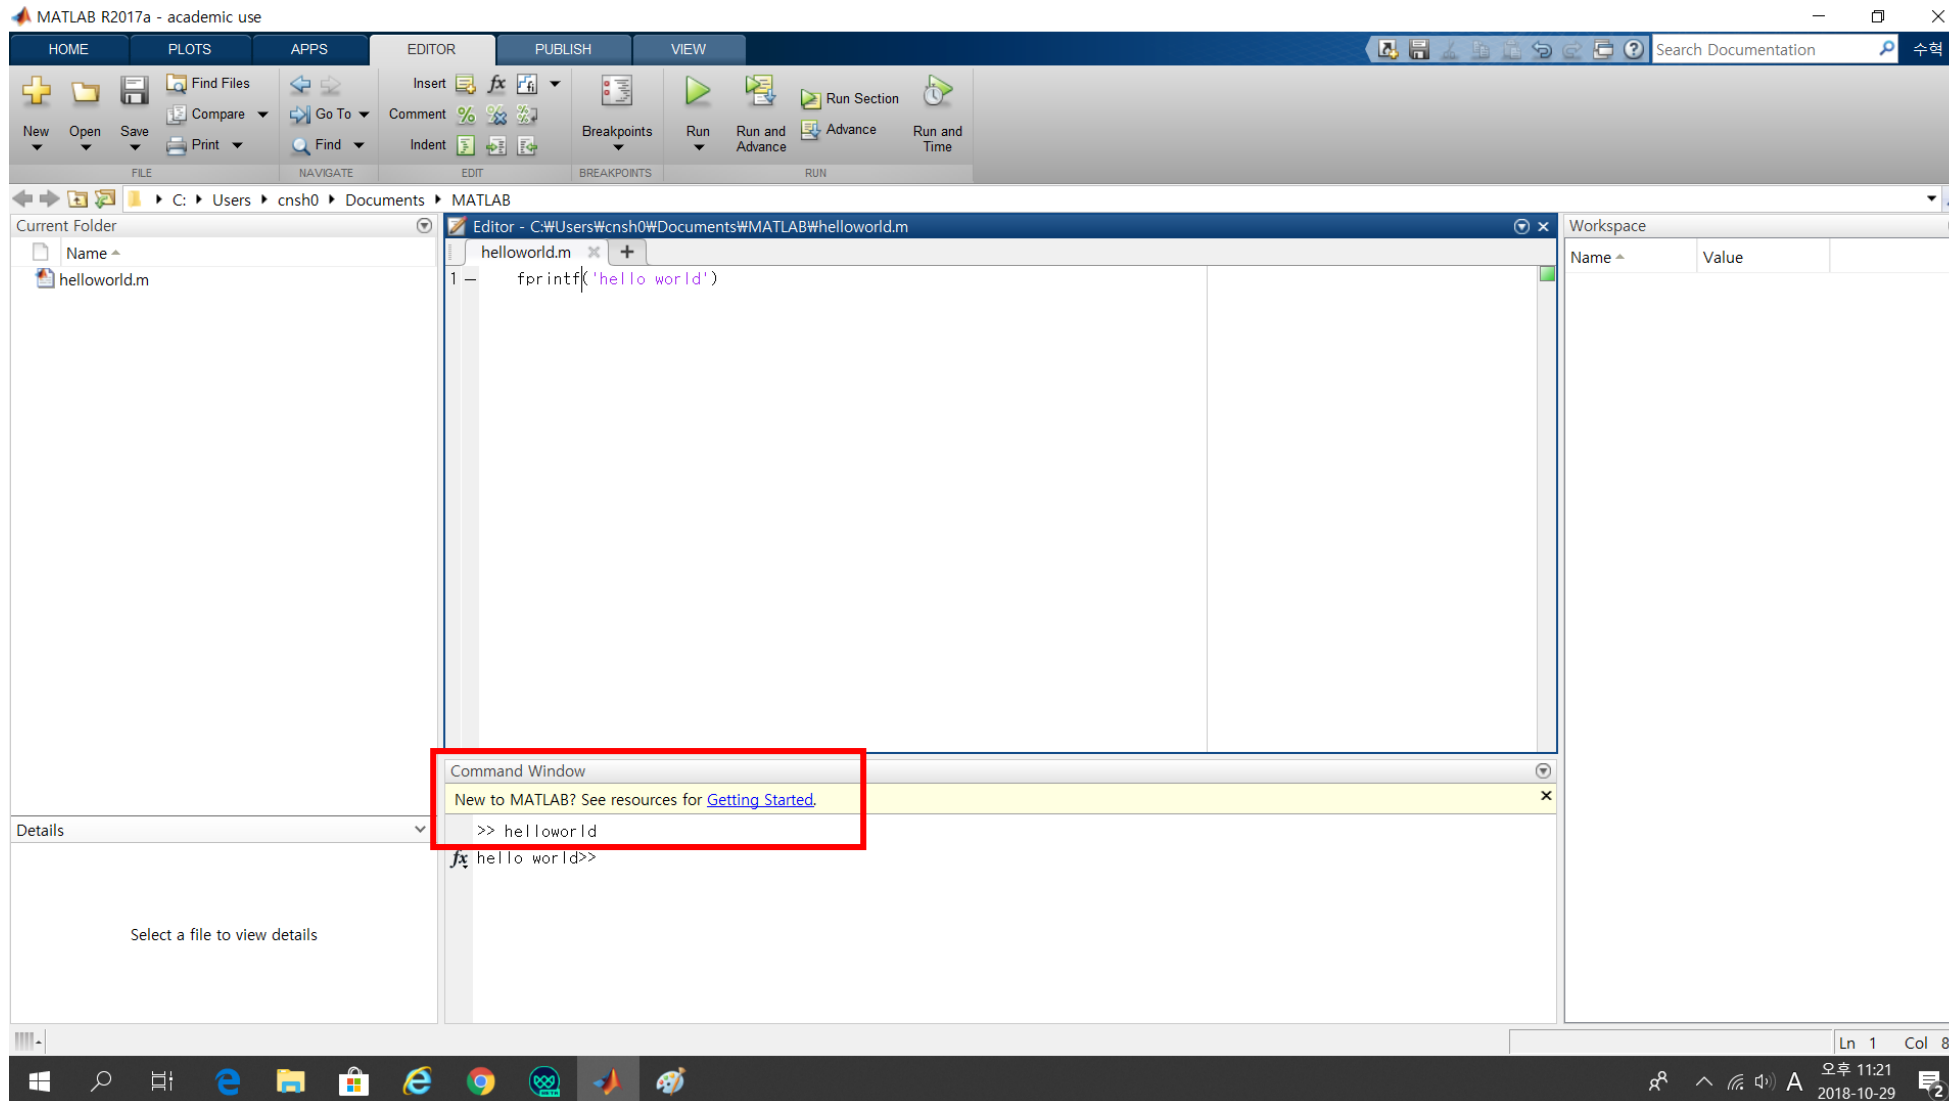 MATLAB R2017a - academic use
HOME PLOTS APPS EDITOR PUBLISH VIEW
Search Documentation
수혁
New
Open
Save
Find Files
Compare
Print
FILE
Go To
Find
NAVIGATE
Insert fx
Comment
Indent
EDIT
Breakpoints
BREAKPOINTS
Run
Run and
Advance
Run Section
Advance
Run and
Time
RUN
C: Users cnsh0 Documents MATLAB
Current Folder
Name
helloworld.m
Editor - C:₩Users₩cnsh0₩Documents₩MATLAB₩helloworld.m
helloworld.m
1 fprintf('hello world')
Workspace
Name Value
Command Window
New to MATLAB? See resources for Getting Started.
>> helloworld
fx hello world>>
Details
Select a file to view details
Ln 1 Col 8
A
오후 11:21
2018-10-29
2